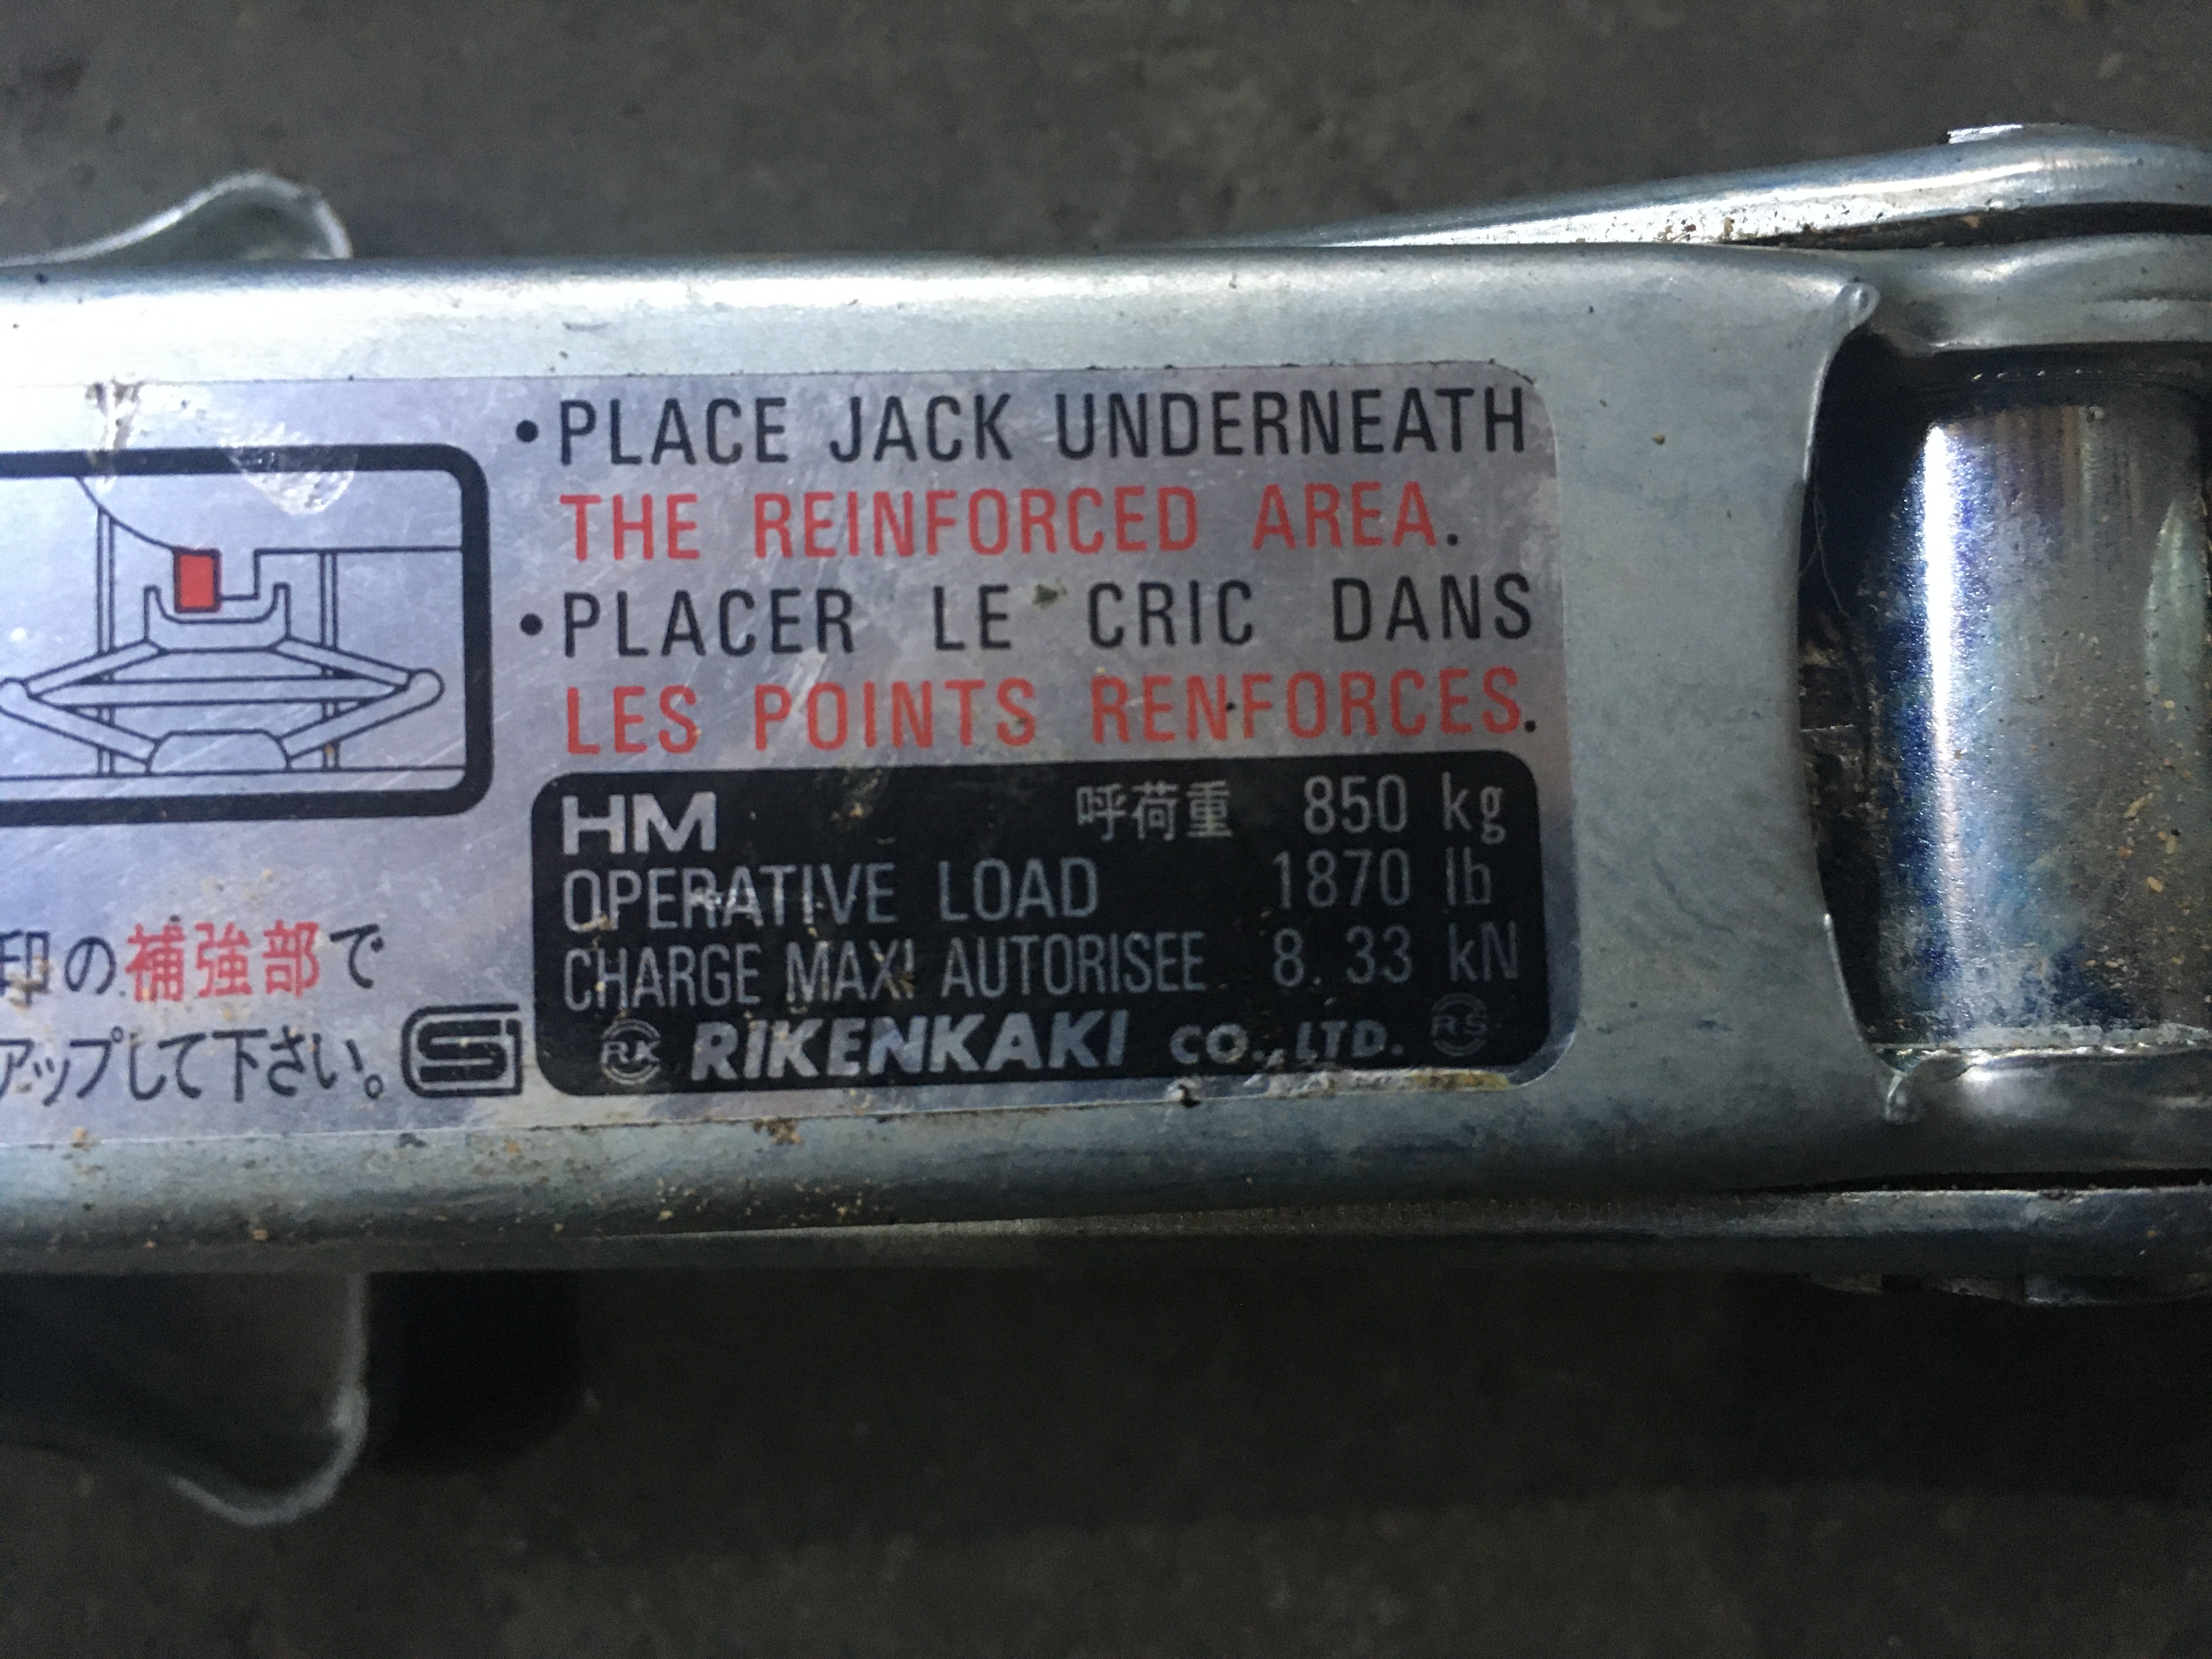 •PLACE JACK UNDERNEATH
THE REINFORCED AREA.
•PLACER LE CRIC DANS
LES POINTS RENFORCES.
印の補強部で
アップして下さい。
S
HM 呼荷重 850 kg
OPERATIVE LOAD 1870 lb
CHARGE MAXI AUTORISEE 8.33 kN
RK RIKENKAKI CO.,LTD. RS